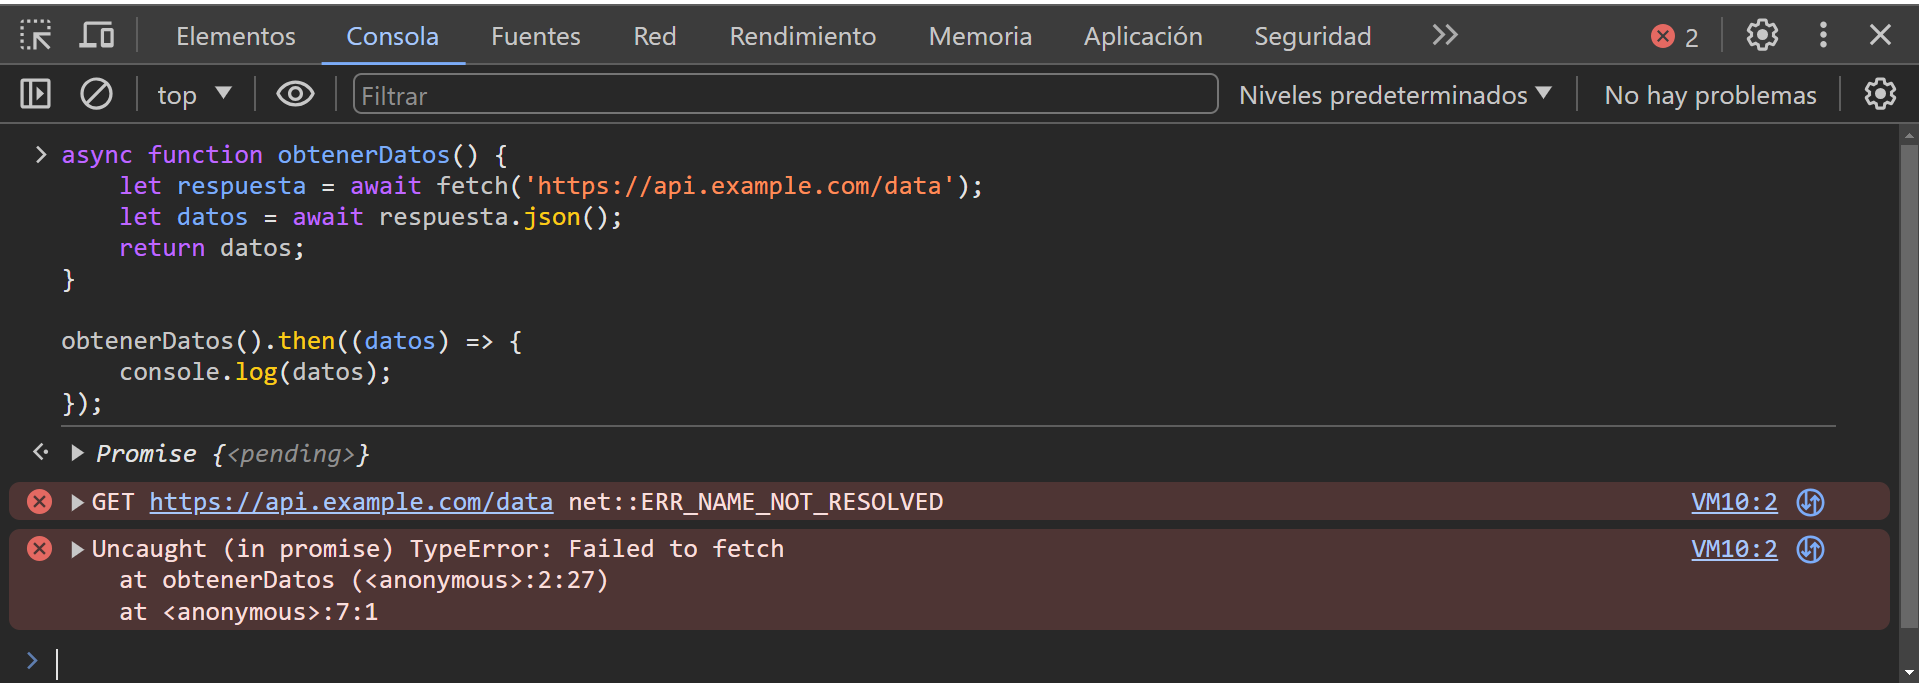 Elementos Consola Fuentes Red Rendimiento Memoria Aplicación Seguridad 2
top Filtrar Niveles predeterminados No hay problemas
async function obtenerDatos() {
    let respuesta = await fetch('https://api.example.com/data');
    let datos = await respuesta.json();
    return datos;
}
obtenerDatos().then((datos) => {
    console.log(datos);
});
Promise {<pending>}
GET https://api.example.com/data net::ERR_NAME_NOT_RESOLVED VM10:2
Uncaught (in promise) TypeError: Failed to fetch VM10:2
    at obtenerDatos (<anonymous>:2:27)
    at <anonymous>:7:1